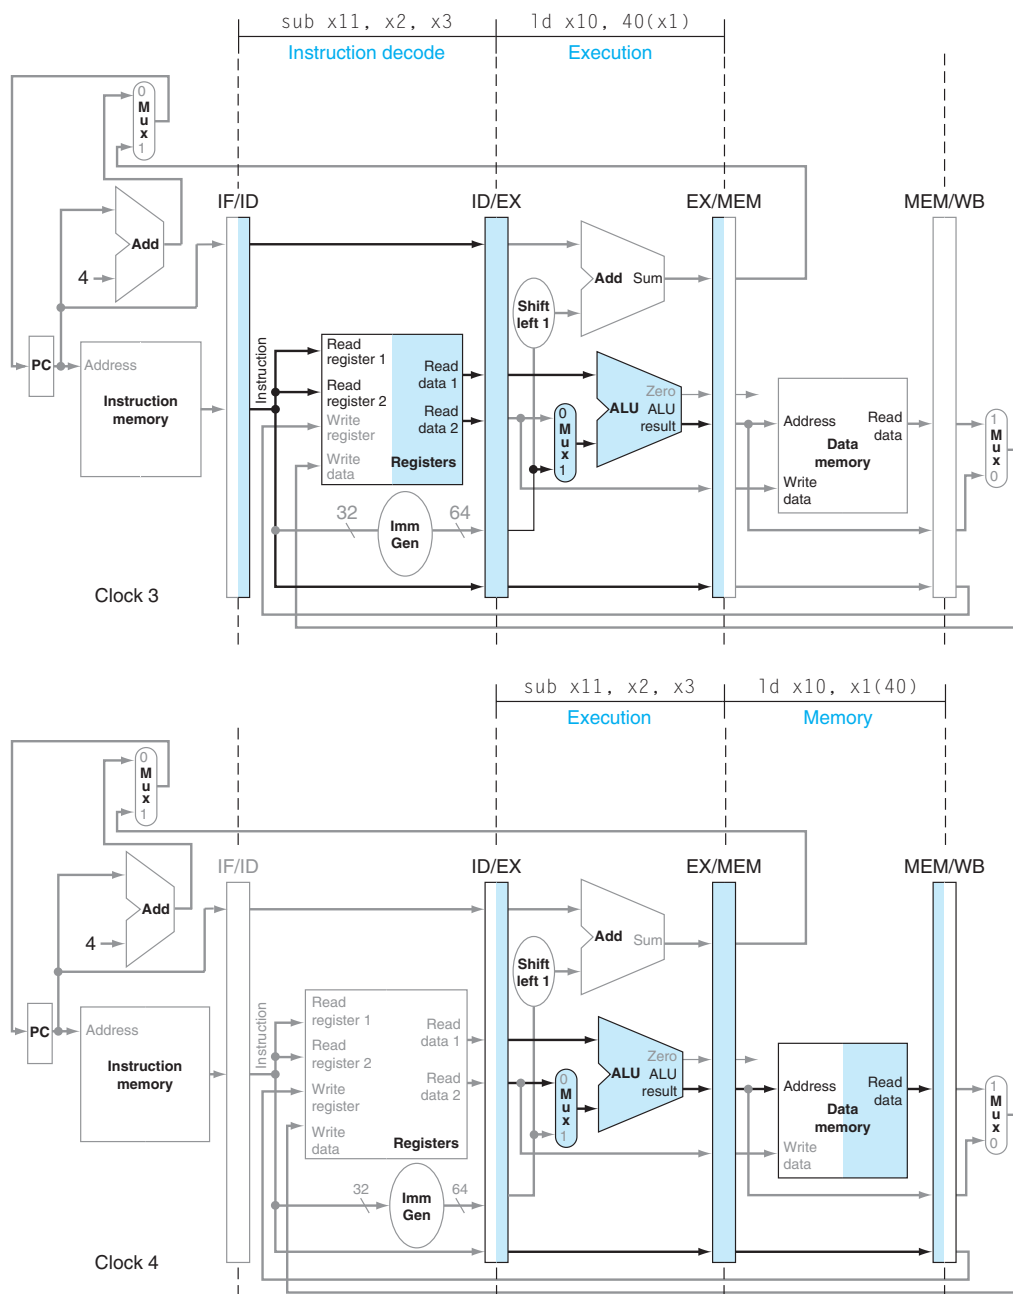 sub x11, x2, x3
ld x10, 40(x1)
Instruction decode
Execution
0
Mux
1
IF/ID
ID/EX
EX/MEM
MEM/WB
Add
4
Add Sum
Shift left 1
PC
Address
Instruction memory
Instruction
Read register 1
Read register 2
Write register
Write data
Read data 1
Read data 2
Registers
0
Mux
1
Zero
ALU
ALU result
Address
Read data
Data memory
Write data
1
Mux
0
32
Imm Gen
64
Clock 3
sub x11, x2, x3
ld x10, x1(40)
Execution
Memory
0
Mux
1
IF/ID
ID/EX
EX/MEM
MEM/WB
Add
4
Add Sum
Shift left 1
PC
Address
Instruction memory
Instruction
Read register 1
Read register 2
Write register
Write data
Read data 1
Read data 2
Registers
0
Mux
1
Zero
ALU
ALU result
Address
Read data
Data memory
Write data
1
Mux
0
32
Imm Gen
64
Clock 4